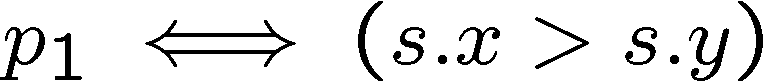 p₁ ⟺ (s.x > s.y)